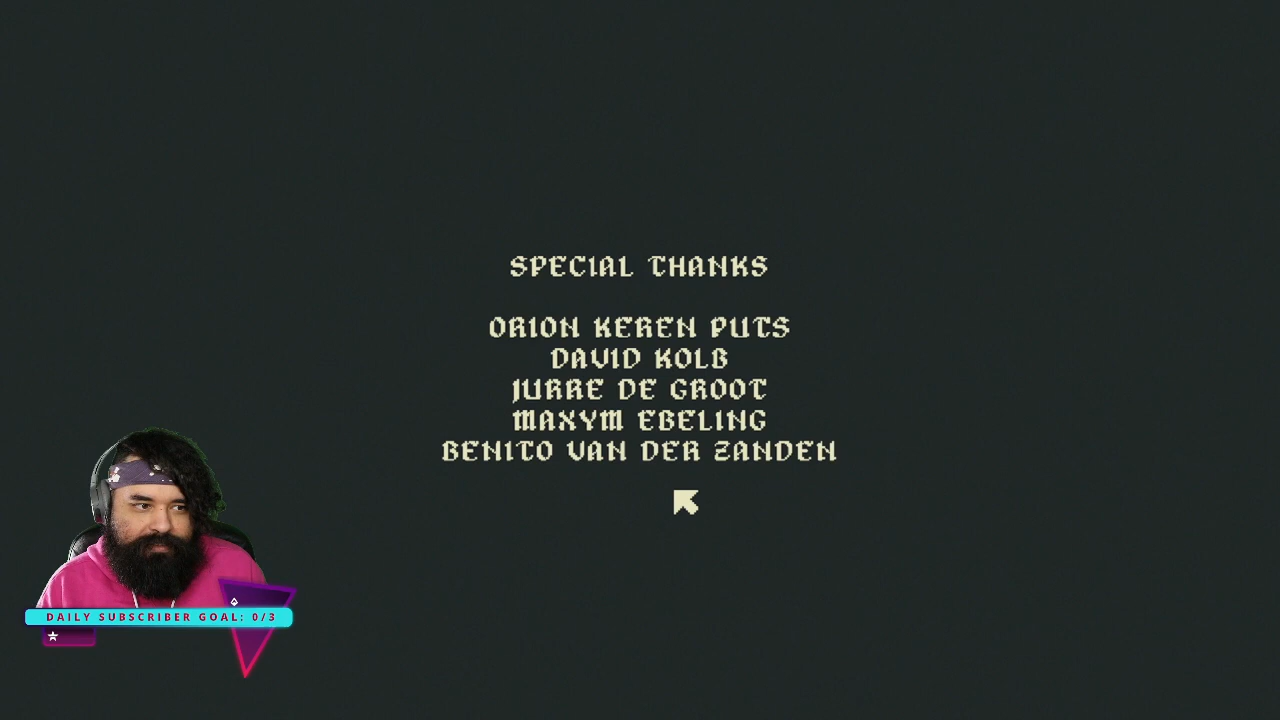 SPECIAL THANKS
ORION KEREN PUTS
DAVID KOLB
JURRE DE GROOT
MAXYM EBELING
BENITO VAN DER ZANDEN
DAILY SUBSCRIBER GOAL: 0/3